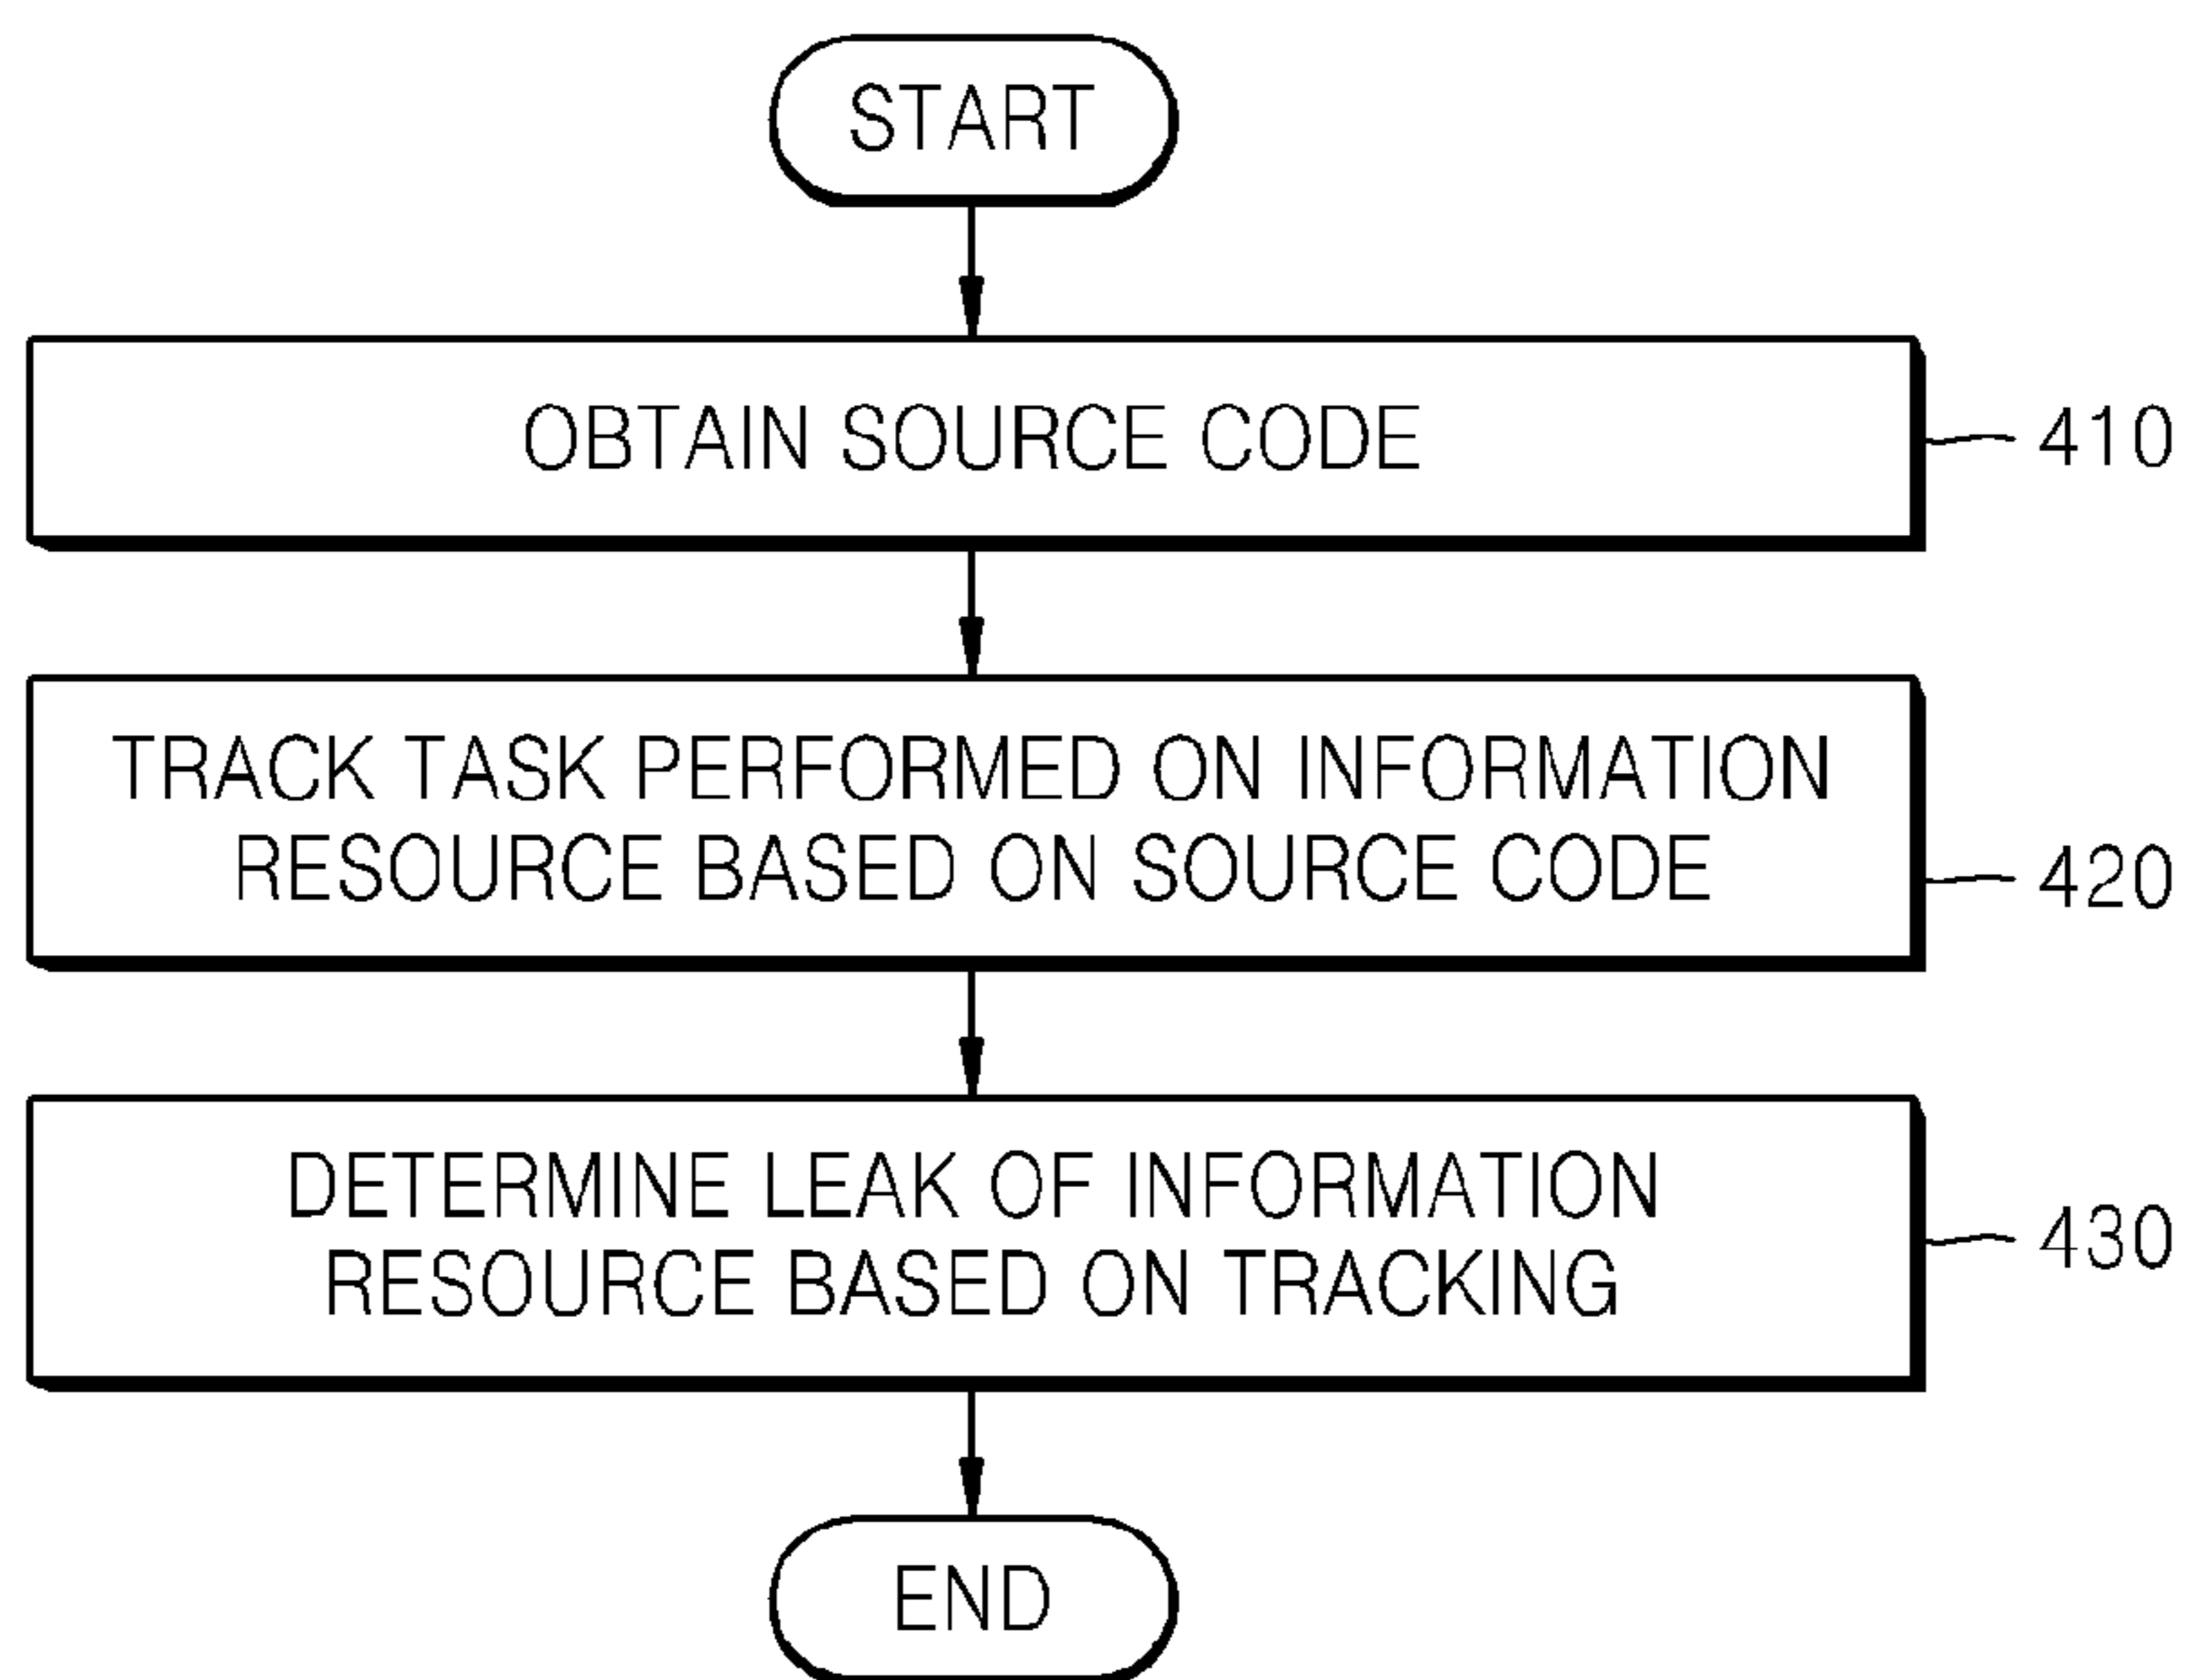 START
OBTAIN SOURCE CODE
410
TRACK TASK PERFORMED ON INFORMATION
RESOURCE BASED ON SOURCE CODE
420
DETERMINE LEAK OF INFORMATION
RESOURCE BASED ON TRACKING
430
END